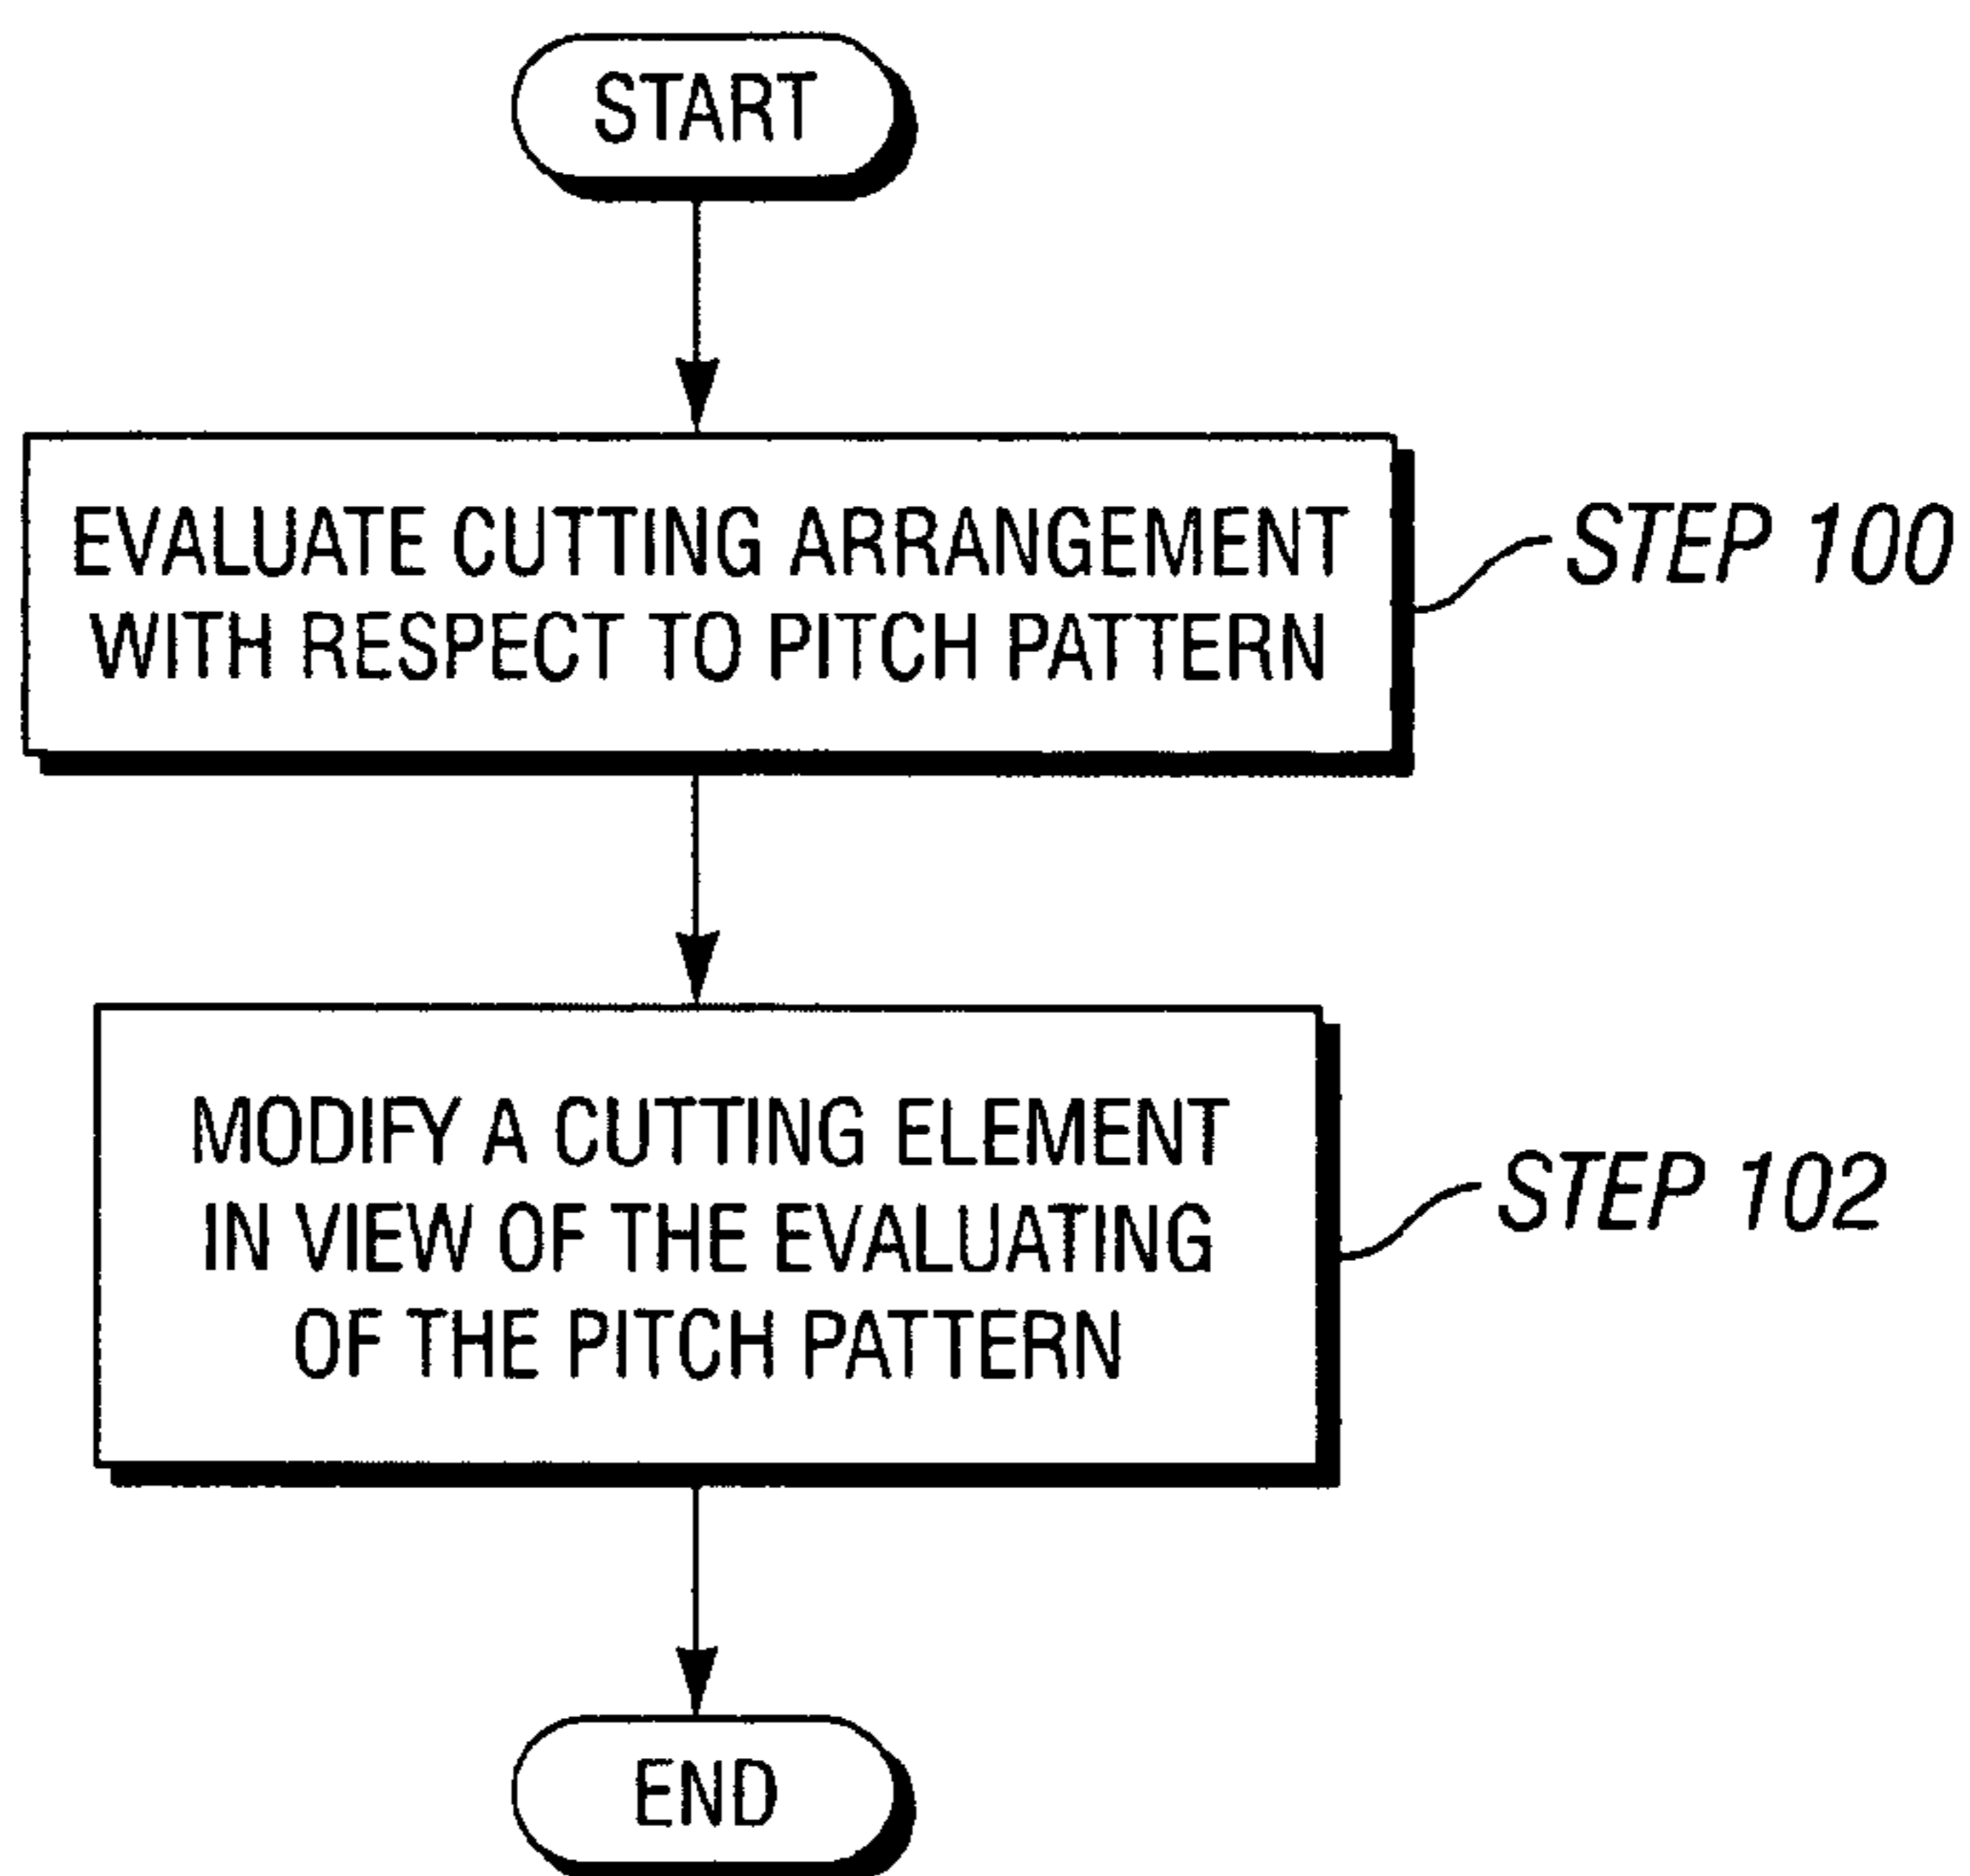 START
EVALUATE CUTTING ARRANGEMENT
WITH RESPECT TO PITCH PATTERN
STEP 100
MODIFY A CUTTING ELEMENT
IN VIEW OF THE EVALUATING
OF THE PITCH PATTERN
STEP 102
END